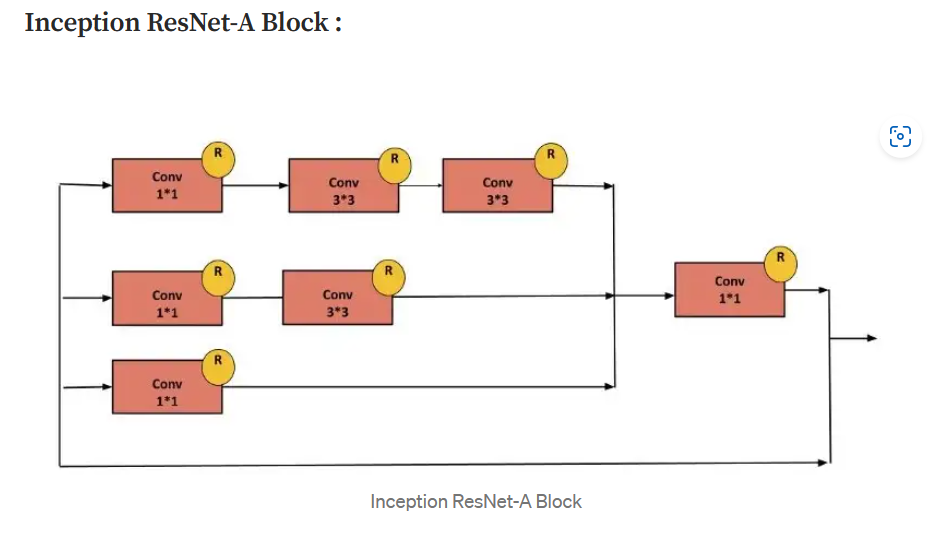 Inception ResNet-A Block :
R
R
R
Conv
1*1
Conv
3*3
Conv
3*3
R
R
R
Conv
1*1
Conv
3*3
Conv
1*1
R
Conv
1*1
Inception ResNet-A Block